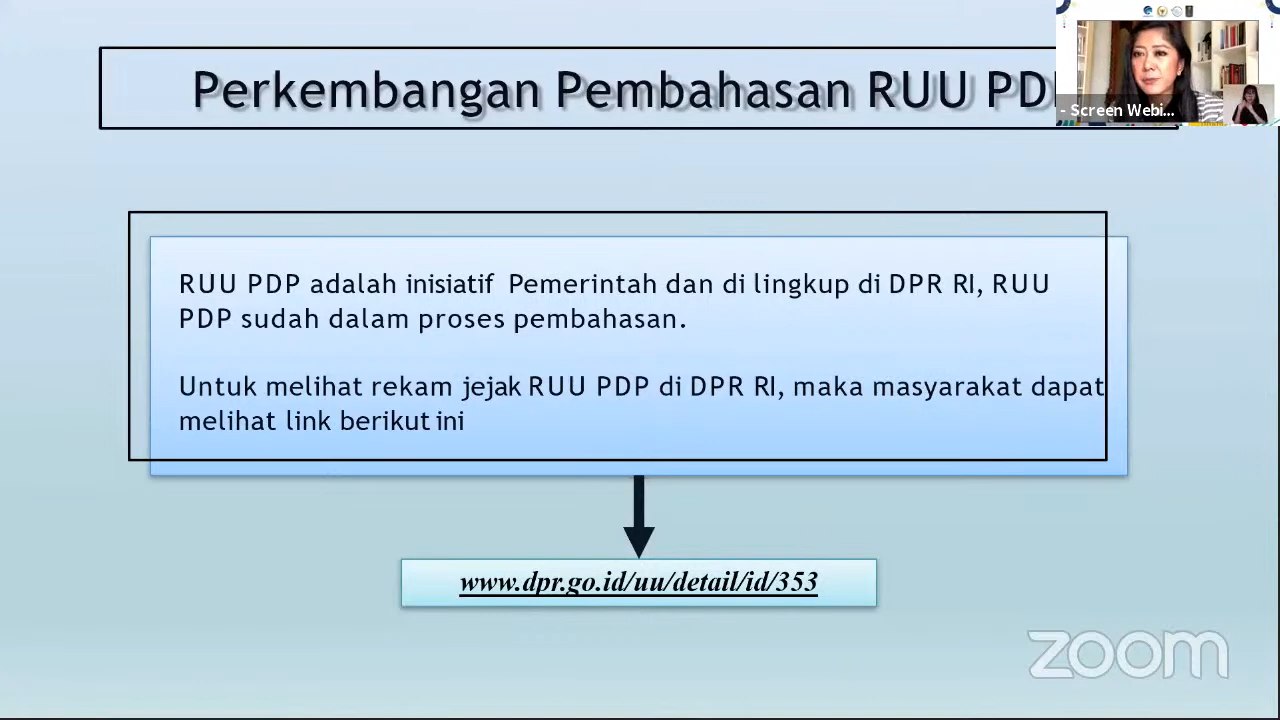 Perkembangan Pembahasan RUU PD
- Screen Webi...
RUU PDP adalah inisiatif Pemerintah dan di lingkup di DPR RI, RUU
PDP sudah dalam proses pembahasan.
Untuk melihat rekam jejak RUU PDP di DPR RI, maka masyarakat dapat
melihat link berikut ini
www.dpr.go.id/uu/detail/id/353
zoom